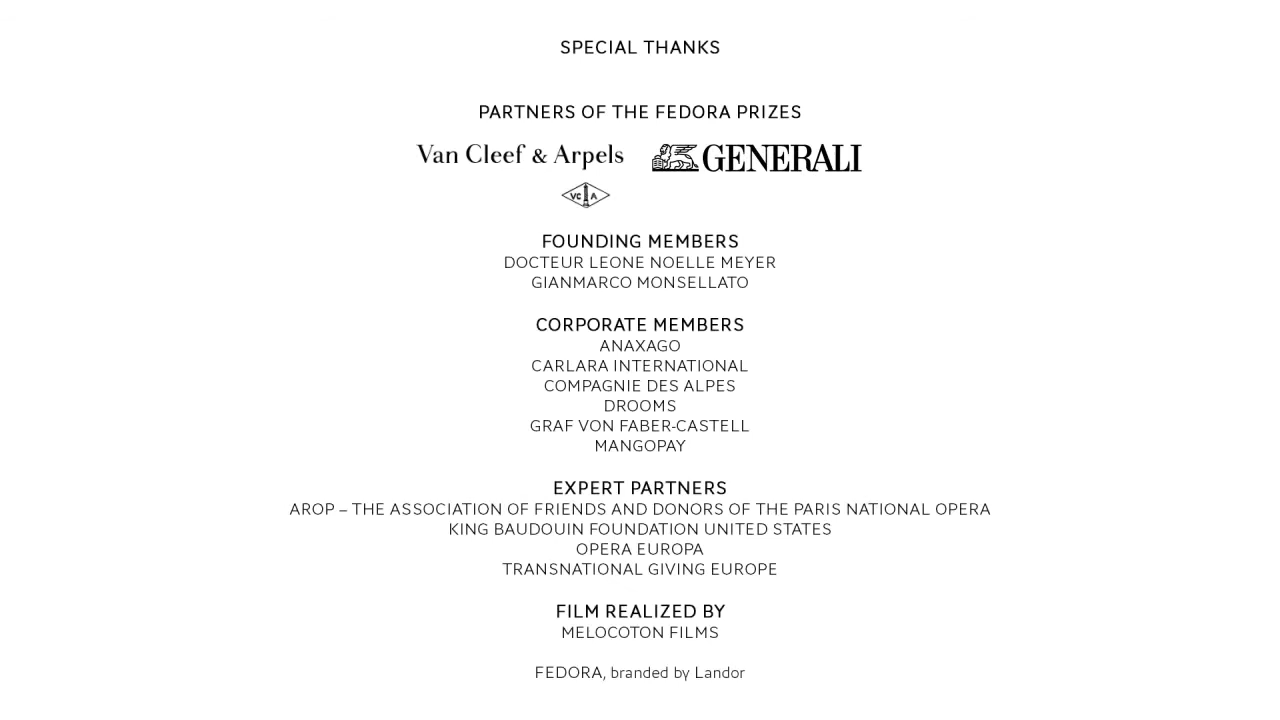 SPECIAL THANKS
PARTNERS OF THE FEDORA PRIZES
Van Cleef & Arpels
GENERALI
VC A
FOUNDING MEMBERS
DOCTEUR LEONE NOELLE MEYER
GIANMARCO MONSELLATO
CORPORATE MEMBERS
ANAXAGO
CARLARA INTERNATIONAL
COMPAGNIE DES ALPES
DROOMS
GRAF VON FABER-CASTELL
MANGOPAY
EXPERT PARTNERS
AROP – THE ASSOCIATION OF FRIENDS AND DONORS OF THE PARIS NATIONAL OPERA
KING BAUDOUIN FOUNDATION UNITED STATES
OPERA EUROPA
TRANSNATIONAL GIVING EUROPE
FILM REALIZED BY
MELOCOTON FILMS
FEDORA, branded by Landor